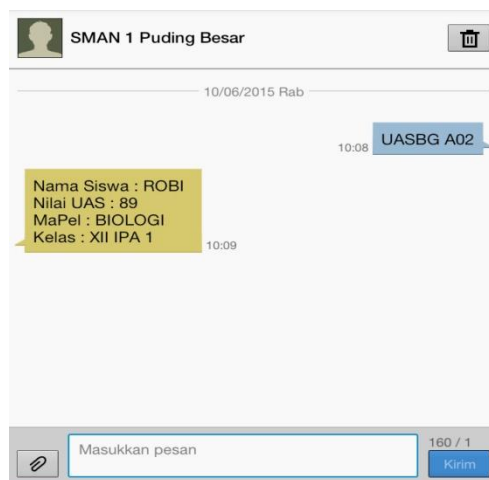 SMAN 1 Puding Besar
10/06/2015 Rab
10:08
UASBG A02
Nama Siswa : ROBI
Nilai UAS : 89
MaPel : BIOLOGI
Kelas : XII IPA 1
10:09
Masukkan pesan
160 / 1
Kirim